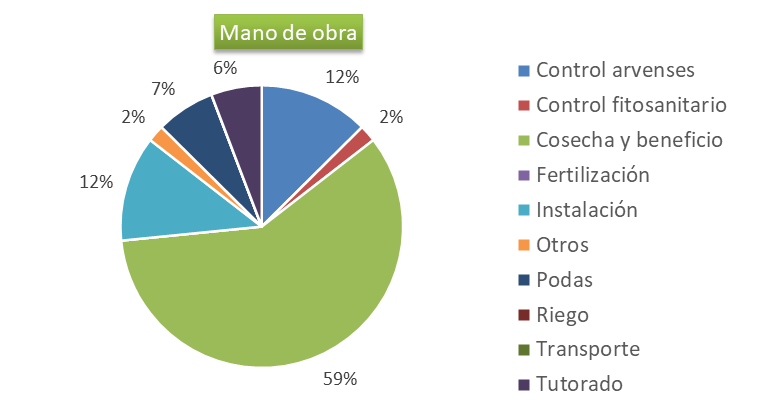 Mano de obra
6%
12%
7%
2%
2%
12%
59%
Control arvenses
Control fitosanitario
Cosecha y beneficio
Fertilización
Instalación
Otros
Podas
Riego
Transporte
Tutorado